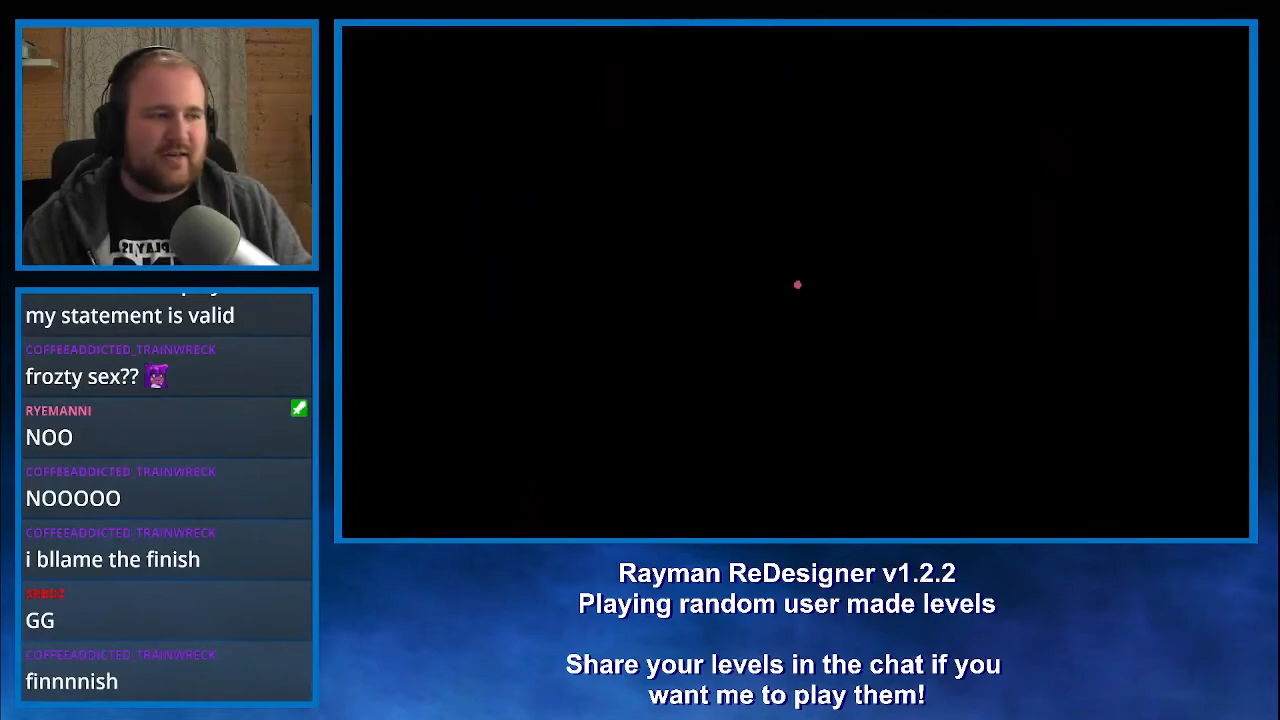 my statement is valid
COFFEEADDICTED_TRAINWRECK
frozty sex??
RYEMANNI
NOO
COFFEEADDICTED_TRAINWRECK
NOOOOO
COFFEEADDICTED_TRAINWRECK
i bllame the finish
SRBDZ
GG
COFFEEADDICTED_TRAINWRECK
finnnnish
Rayman ReDesigner v1.2.2
Playing random user made levels
Share your levels in the chat if you
want me to play them!